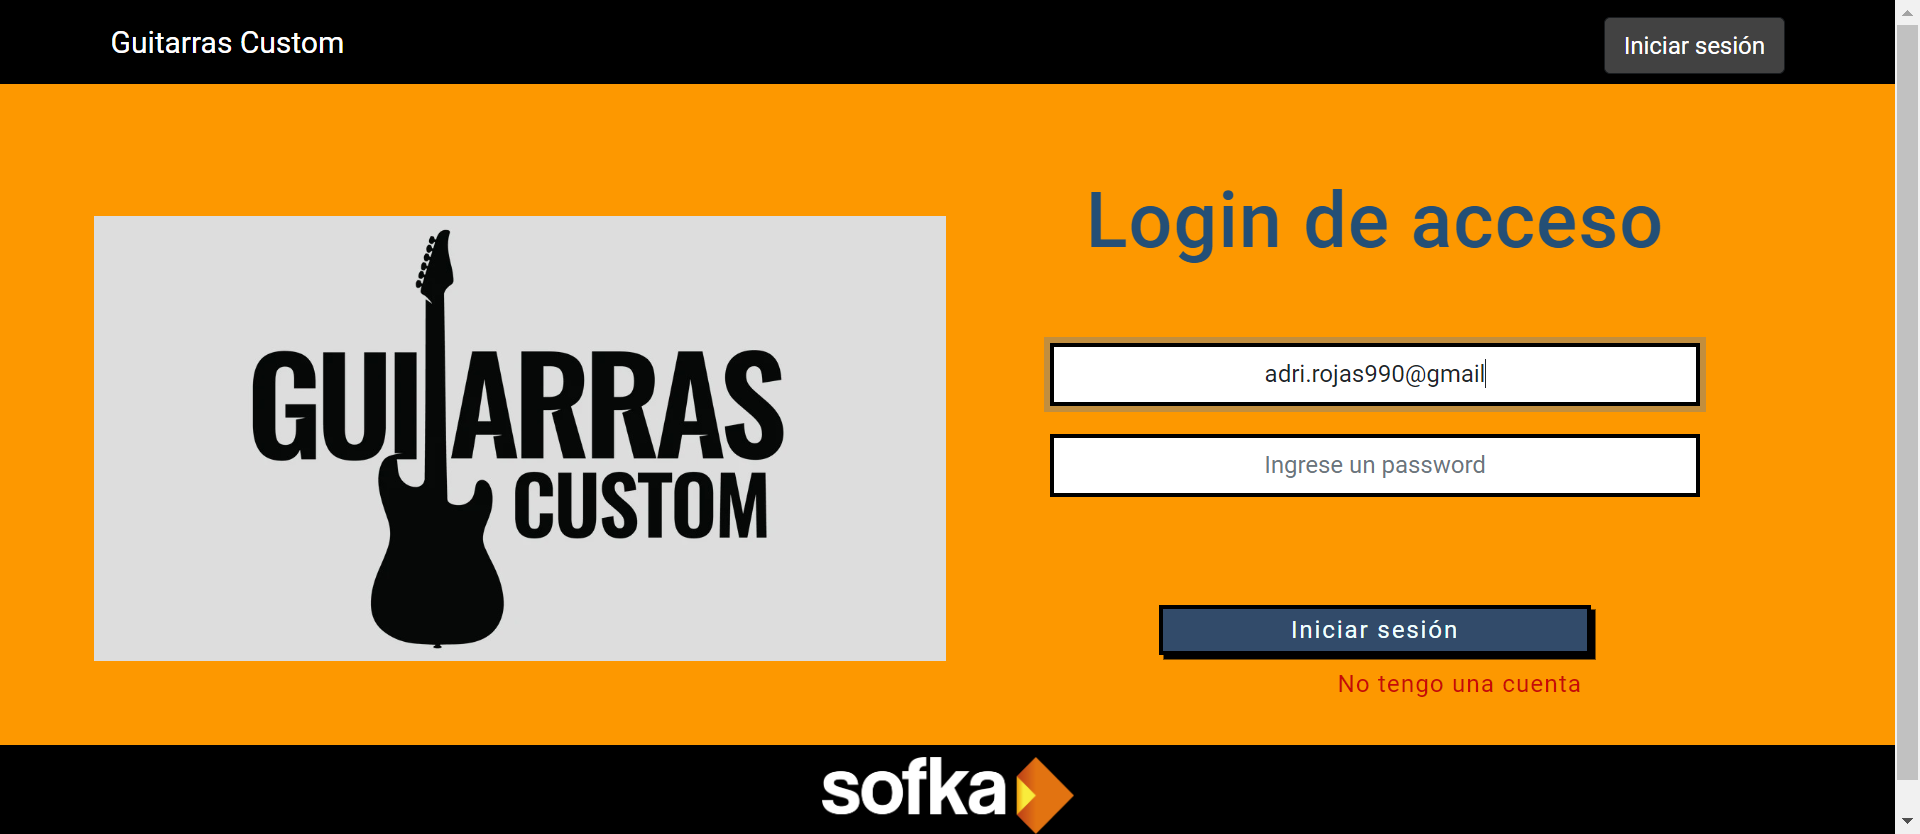 Guitarras Custom
Iniciar sesión
GUITARRAS
CUSTOM
Login de acceso
adri.rojas990@gmail
Ingrese un password
Iniciar sesión
No tengo una cuenta
sofka